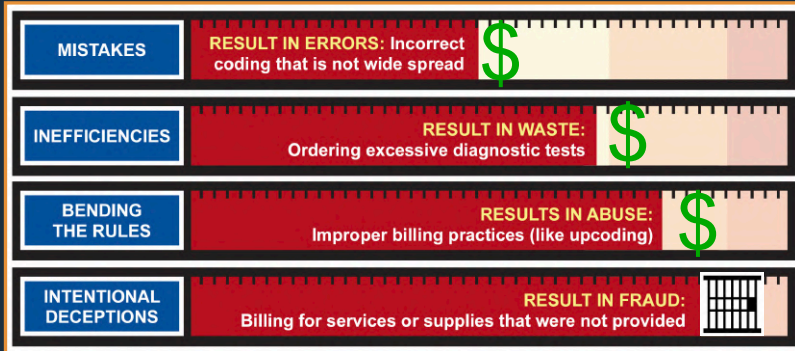 MISTAKES
RESULT IN ERRORS: Incorrect
coding that is not wide spread
$
INEFFICIENCIES
RESULT IN WASTE:
Ordering excessive diagnostic tests
$
BENDING
THE RULES
RESULTS IN ABUSE:
Improper billing practices (like upcoding)
$
INTENTIONAL
DECEPTIONS
RESULT IN FRAUD:
Billing for services or supplies that were not provided